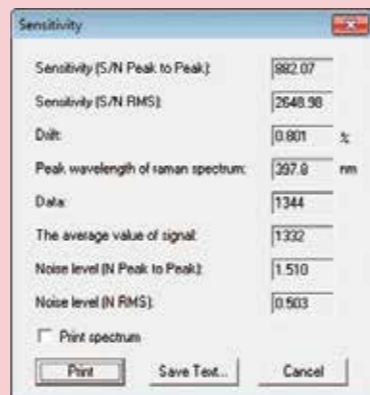 Sensitivity
Sensitivity (S/N Peak to Peak): 882.07
Sensitivity (S/N RMS): 2648.98
Drift: 0.801 %
Peak wavelength of raman spectrum: 397.8 nm
Data: 1344
The average value of signal: 1332
Noise level (N Peak to Peak): 1.510
Noise level (N RMS): 0.503
Print spectrum
Print Save Text... Cancel